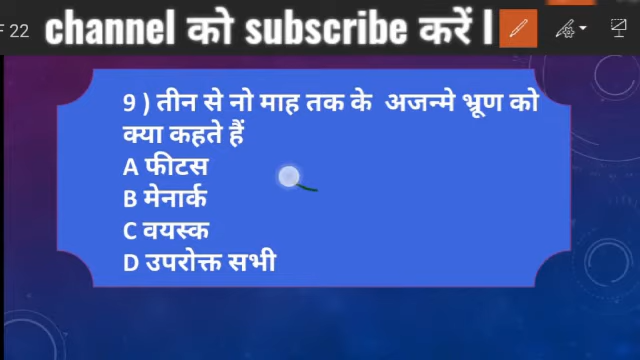 F 22 channel को subscribe करें l
9 ) तीन से नो माह तक के अजन्मे भ्रूण को
क्या कहते हैं
A फीटस
B मेनार्क
C वयस्क
D उपरोक्त सभी